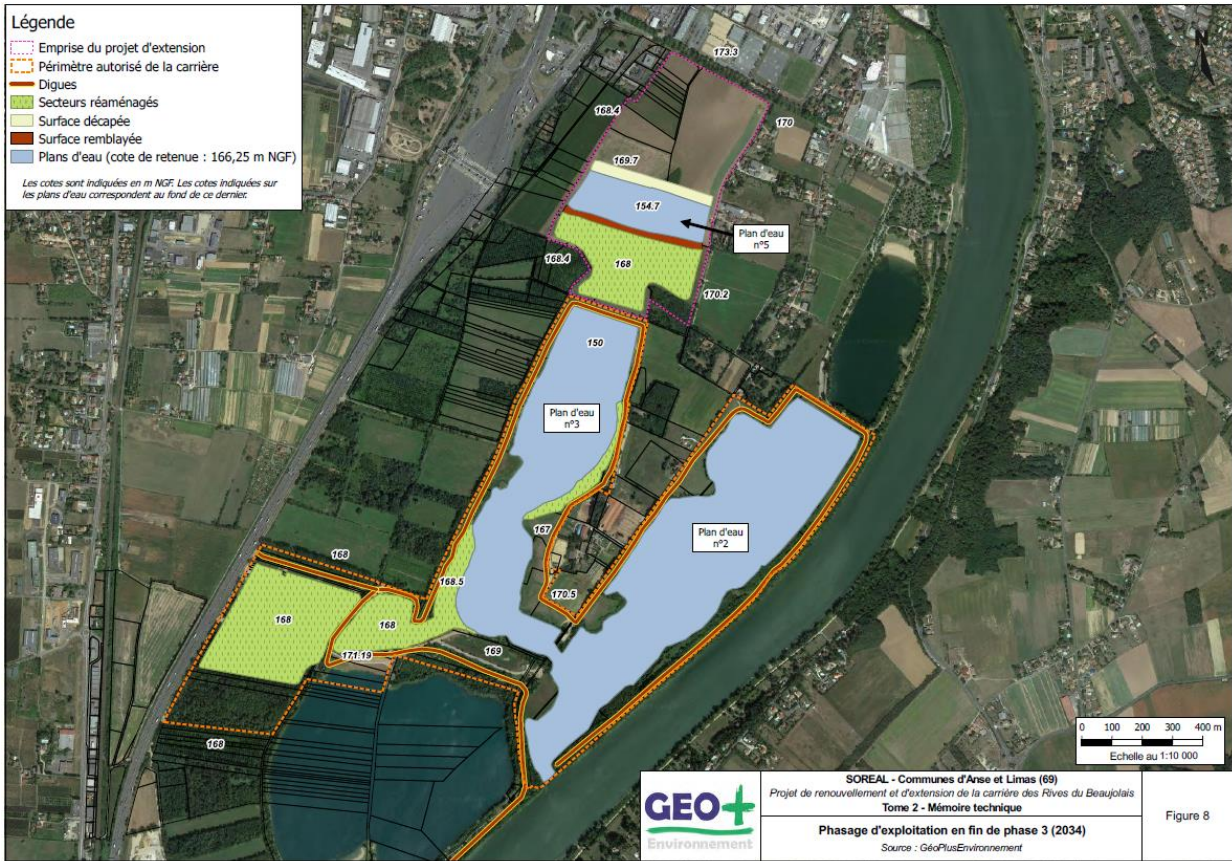 Légende
Emprise du projet d'extension
Périmètre autorisé de la carrière
Digues
Secteurs réaménagés
Surface décapée
Surface remblayée
Plans d'eau (cote de retenue : 166,25 m NGF)
Les cotes sont indiquées en m NGF. Les cotes indiquées sur
les plans d'eau correspondent au fond de ce dernier.
173.3
N
168.4
170
169.7
154.7
Plan d'eau
n°5
168.4
168
170.2
150
Plan d'eau
n°3
Plan d'eau
n°2
167
168
168.5
170.5
168
168
169
171.19
168
0 100 200 300 400 m
Echelle au 1:10 000
GEO+
Environnement
SOREAL - Communes d'Anse et Limas (69)
Projet de renouvellement et d'extension de la carrière des Rives du Beaujolais
Tome 2 - Mémoire technique
Phasage d'exploitation en fin de phase 3 (2034)
Source : GéoPlusEnvironnement
Figure 8